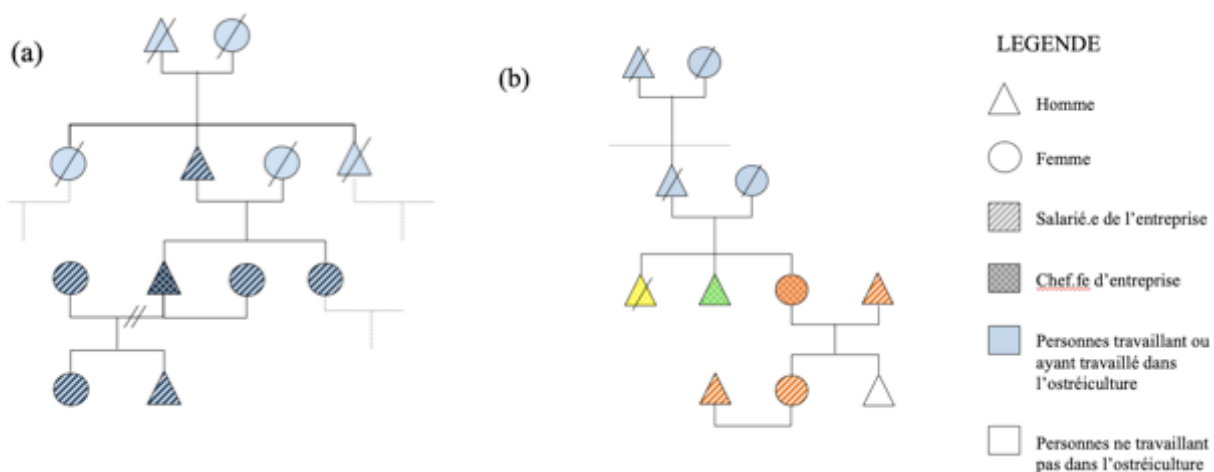 (a)
(b)
LEGENDE
Homme
Femme
Salarié.e de l’entreprise
Chef.fe d’entreprise
Personnes travaillant ou
ayant travaillé dans
l’ostréiculture
Personnes ne travaillant
pas dans l’ostréiculture